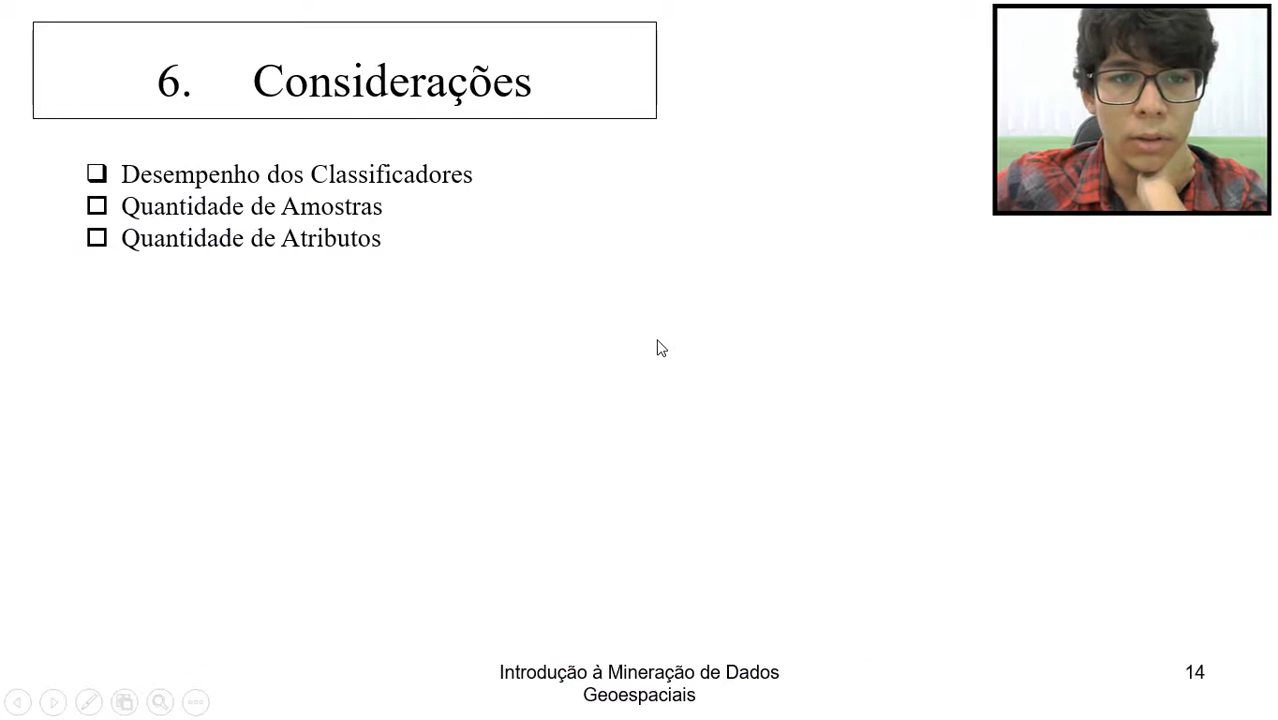 6. Considerações
Desempenho dos Classificadores
Quantidade de Amostras
Quantidade de Atributos
Introdução à Mineração de Dados
Geoespaciais
14